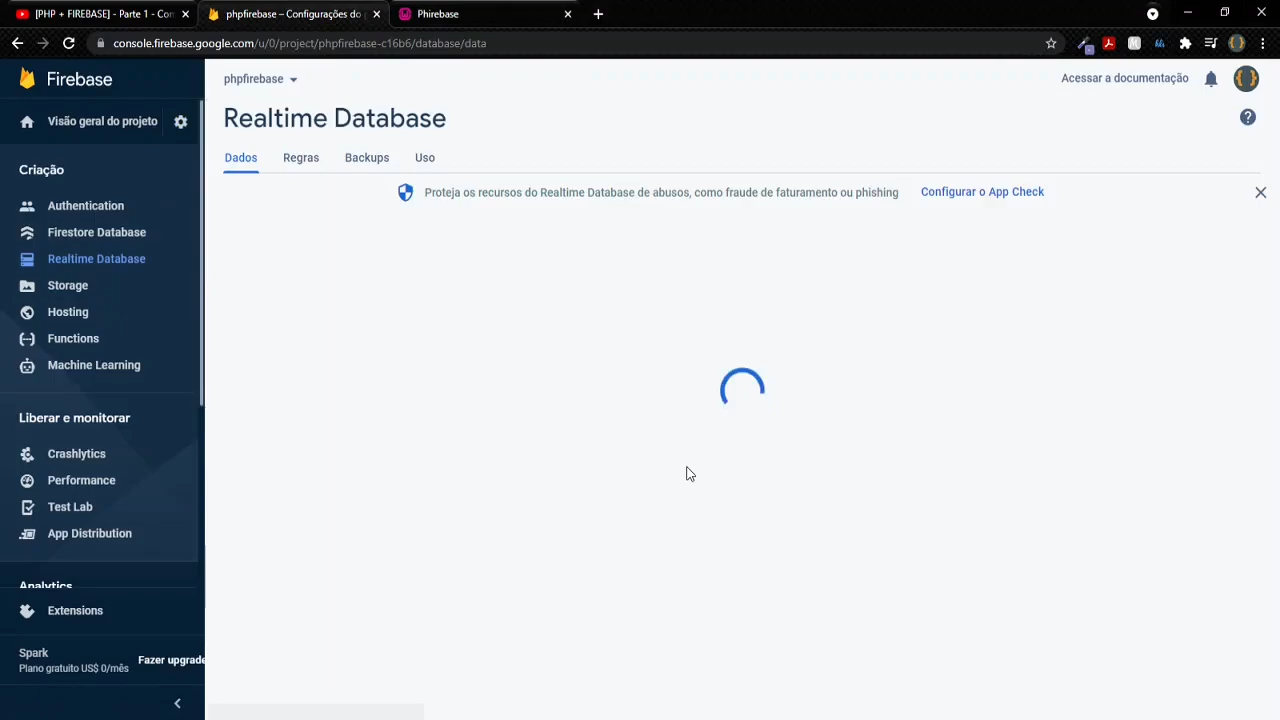 [PHP + FIREBASE] - Parte 1 - Con
phpfirebase – Configurações do
Phirebase
console.firebase.google.com/u/0/project/phpfirebase-c16b6/database/data
Firebase
phpfirebase
Acessar a documentação
Visão geral do projeto
Realtime Database
Dados
Regras
Backups
Uso
Proteja os recursos do Realtime Database de abusos, como fraude de faturamento ou phishing
Configurar o App Check
Criação
Authentication
Firestore Database
Realtime Database
Storage
Hosting
Functions
Machine Learning
Liberar e monitorar
Crashlytics
Performance
Test Lab
App Distribution
Analytics
Extensions
Spark
Plano gratuito US$ 0/mês
Fazer upgrade